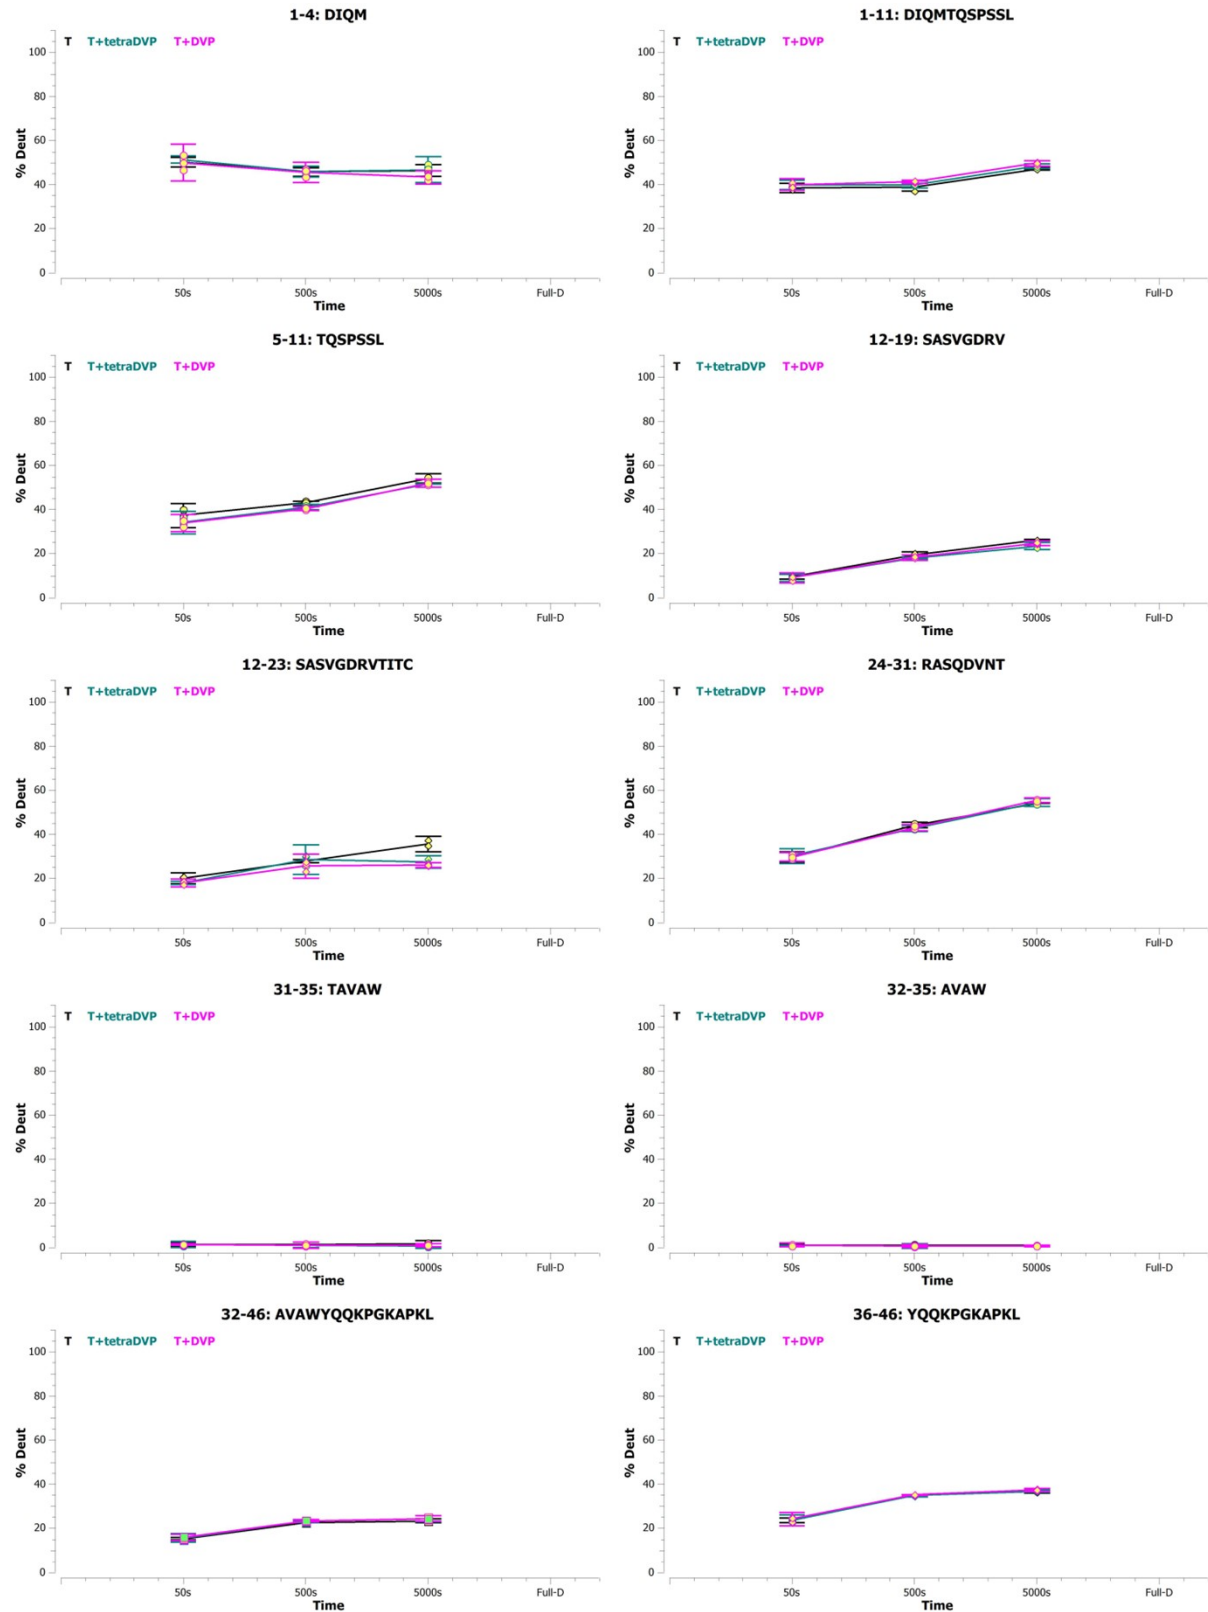 1-4: DIQM
T T+tetraDVP T+DVP
100
80
60
40
20
0
% Deut
50s 500s 5000s Full-D
Time
1-11: DIQMTQSPSSL
T T+tetraDVP T+DVP
100
80
60
40
20
0
% Deut
50s 500s 5000s Full-D
Time
5-11: TQSPSSL
T T+tetraDVP T+DVP
100
80
60
40
20
0
% Deut
50s 500s 5000s Full-D
Time
12-19: SASVGDRV
T T+tetraDVP T+DVP
100
80
60
40
20
0
% Deut
50s 500s 5000s Full-D
Time
12-23: SASVGDRVTITC
T T+tetraDVP T+DVP
100
80
60
40
20
0
% Deut
50s 500s 5000s Full-D
Time
24-31: RASQDVNT
T T+tetraDVP T+DVP
100
80
60
40
20
0
% Deut
50s 500s 5000s Full-D
Time
31-35: TAVAW
T T+tetraDVP T+DVP
100
80
60
40
20
0
% Deut
50s 500s 5000s Full-D
Time
32-35: AVAW
T T+tetraDVP T+DVP
100
80
60
40
20
0
% Deut
50s 500s 5000s Full-D
Time
32-46: AVAWYQQKPGKAPKL
T T+tetraDVP T+DVP
100
80
60
40
20
0
% Deut
50s 500s 5000s Full-D
Time
36-46: YQQKPGKAPKL
T T+tetraDVP T+DVP
100
80
60
40
20
0
% Deut
50s 500s 5000s Full-D
Time